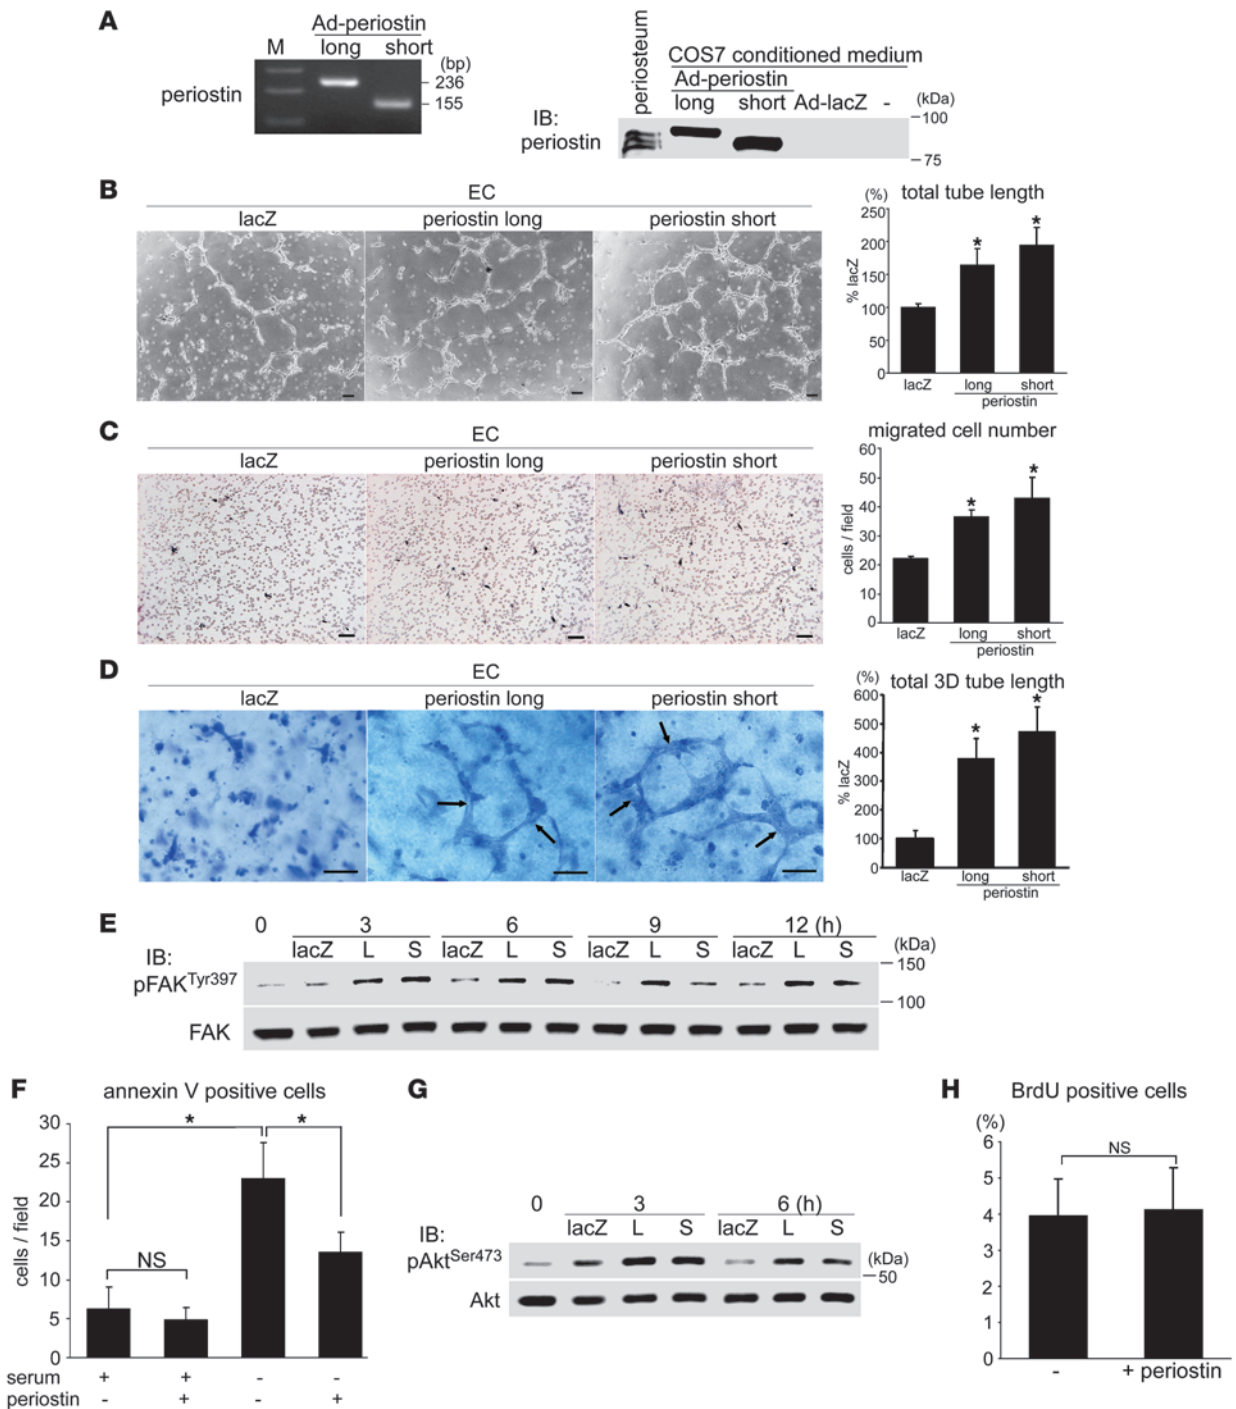 A
Ad-periostin
M long short
(bp)
periostin
236
155
periosteum
COS7 conditioned medium
Ad-periostin
long short Ad-lacZ -
(kDa)
IB:
periostin
100
75
B
EC
lacZ periostin long periostin short
total tube length
(%)
% lacZ
250
200
150
100
50
0
* *
lacZ long short
periostin
C
EC
lacZ periostin long periostin short
migrated cell number
cells / field
60
50
40
30
20
10
0
* *
lacZ long short
periostin
D
EC
lacZ periostin long periostin short
total 3D tube length
(%)
% lacZ
600
500
400
300
200
100
0
* *
lacZ long short
periostin
E
0 3 6 9 12 (h)
lacZ L S lacZ L S lacZ L S lacZ L S
(kDa)
IB:
pFAKTyr397
150
100
FAK
F
annexin V positive cells
cells / field
30
25
20
15
10
5
0
* *
NS
serum + + - -
periostin - + - +
G
0 3 6 (h)
lacZ L S lacZ L S
IB:
pAktSer473
(kDa)
50
Akt
H
BrdU positive cells
(%)
6
5
4
3
2
1
0
NS
- + periostin